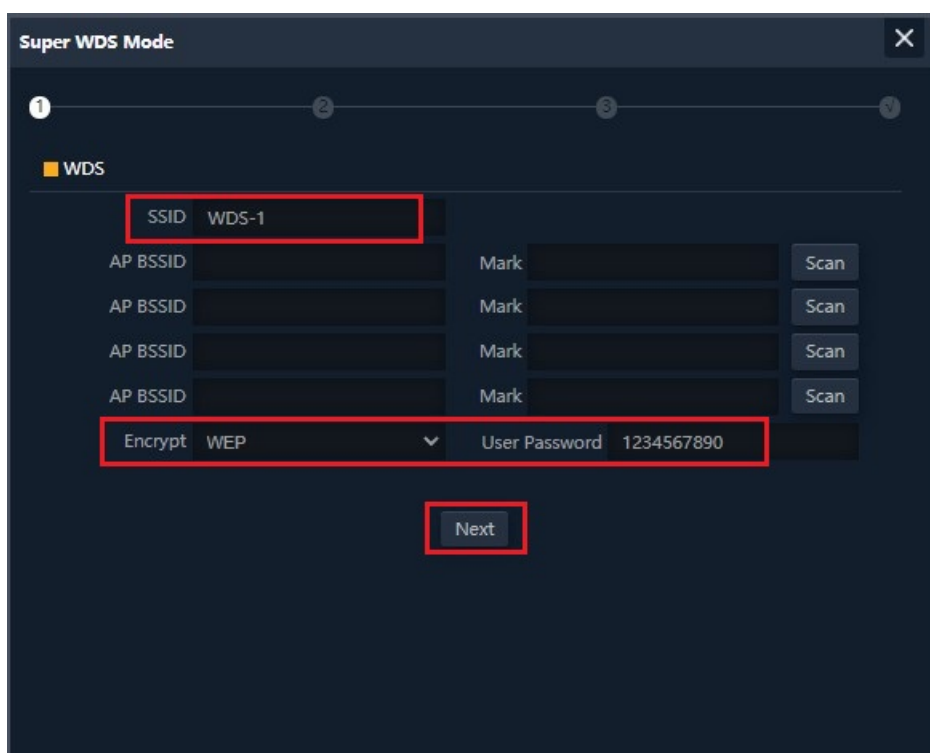 Super WDS Mode
1 2 3 √
WDS
SSID WDS-1
AP BSSID Mark Scan
AP BSSID Mark Scan
AP BSSID Mark Scan
AP BSSID Mark Scan
Encrypt WEP User Password 1234567890
Next